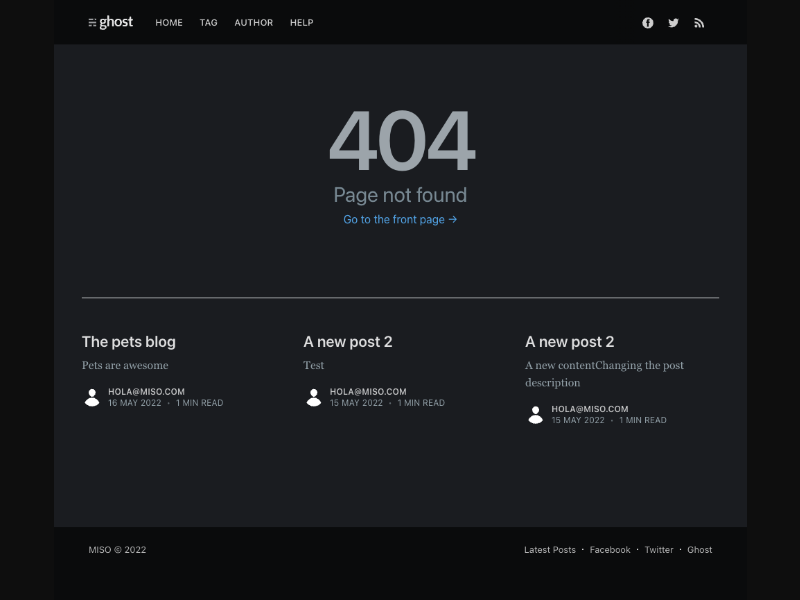 ghost HOME TAG AUTHOR HELP
404
Page not found
Go to the front page →
The pets blog
Pets are awesome
HOLA@MISO.COM
16 MAY 2022 • 1 MIN READ
A new post 2
Test
HOLA@MISO.COM
15 MAY 2022 • 1 MIN READ
A new post 2
A new contentChanging the post
description
HOLA@MISO.COM
15 MAY 2022 • 1 MIN READ
MISO © 2022
Latest Posts · Facebook · Twitter · Ghost